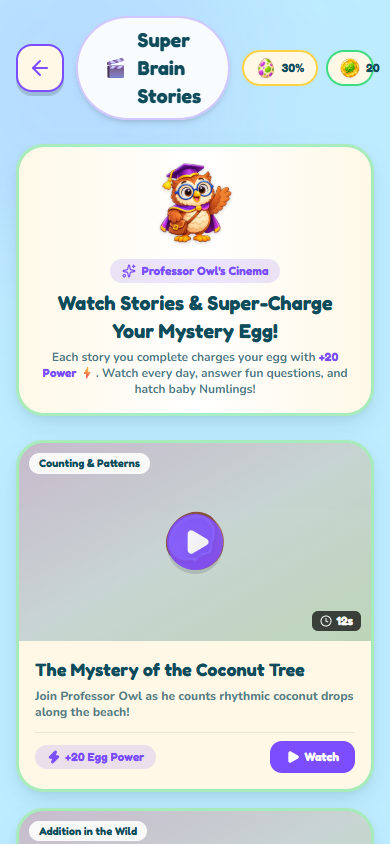 Super
Brain
Stories
30%
20
Professor Owl's Cinema
Watch Stories & Super-Charge
Your Mystery Egg!
Each story you complete charges your egg with +20
Power ⚡ . Watch every day, answer fun questions, and
hatch baby Numlings!
Counting & Patterns
12s
The Mystery of the Coconut Tree
Join Professor Owl as he counts rhythmic coconut drops
along the beach!
+20 Egg Power
Watch
Addition in the Wild